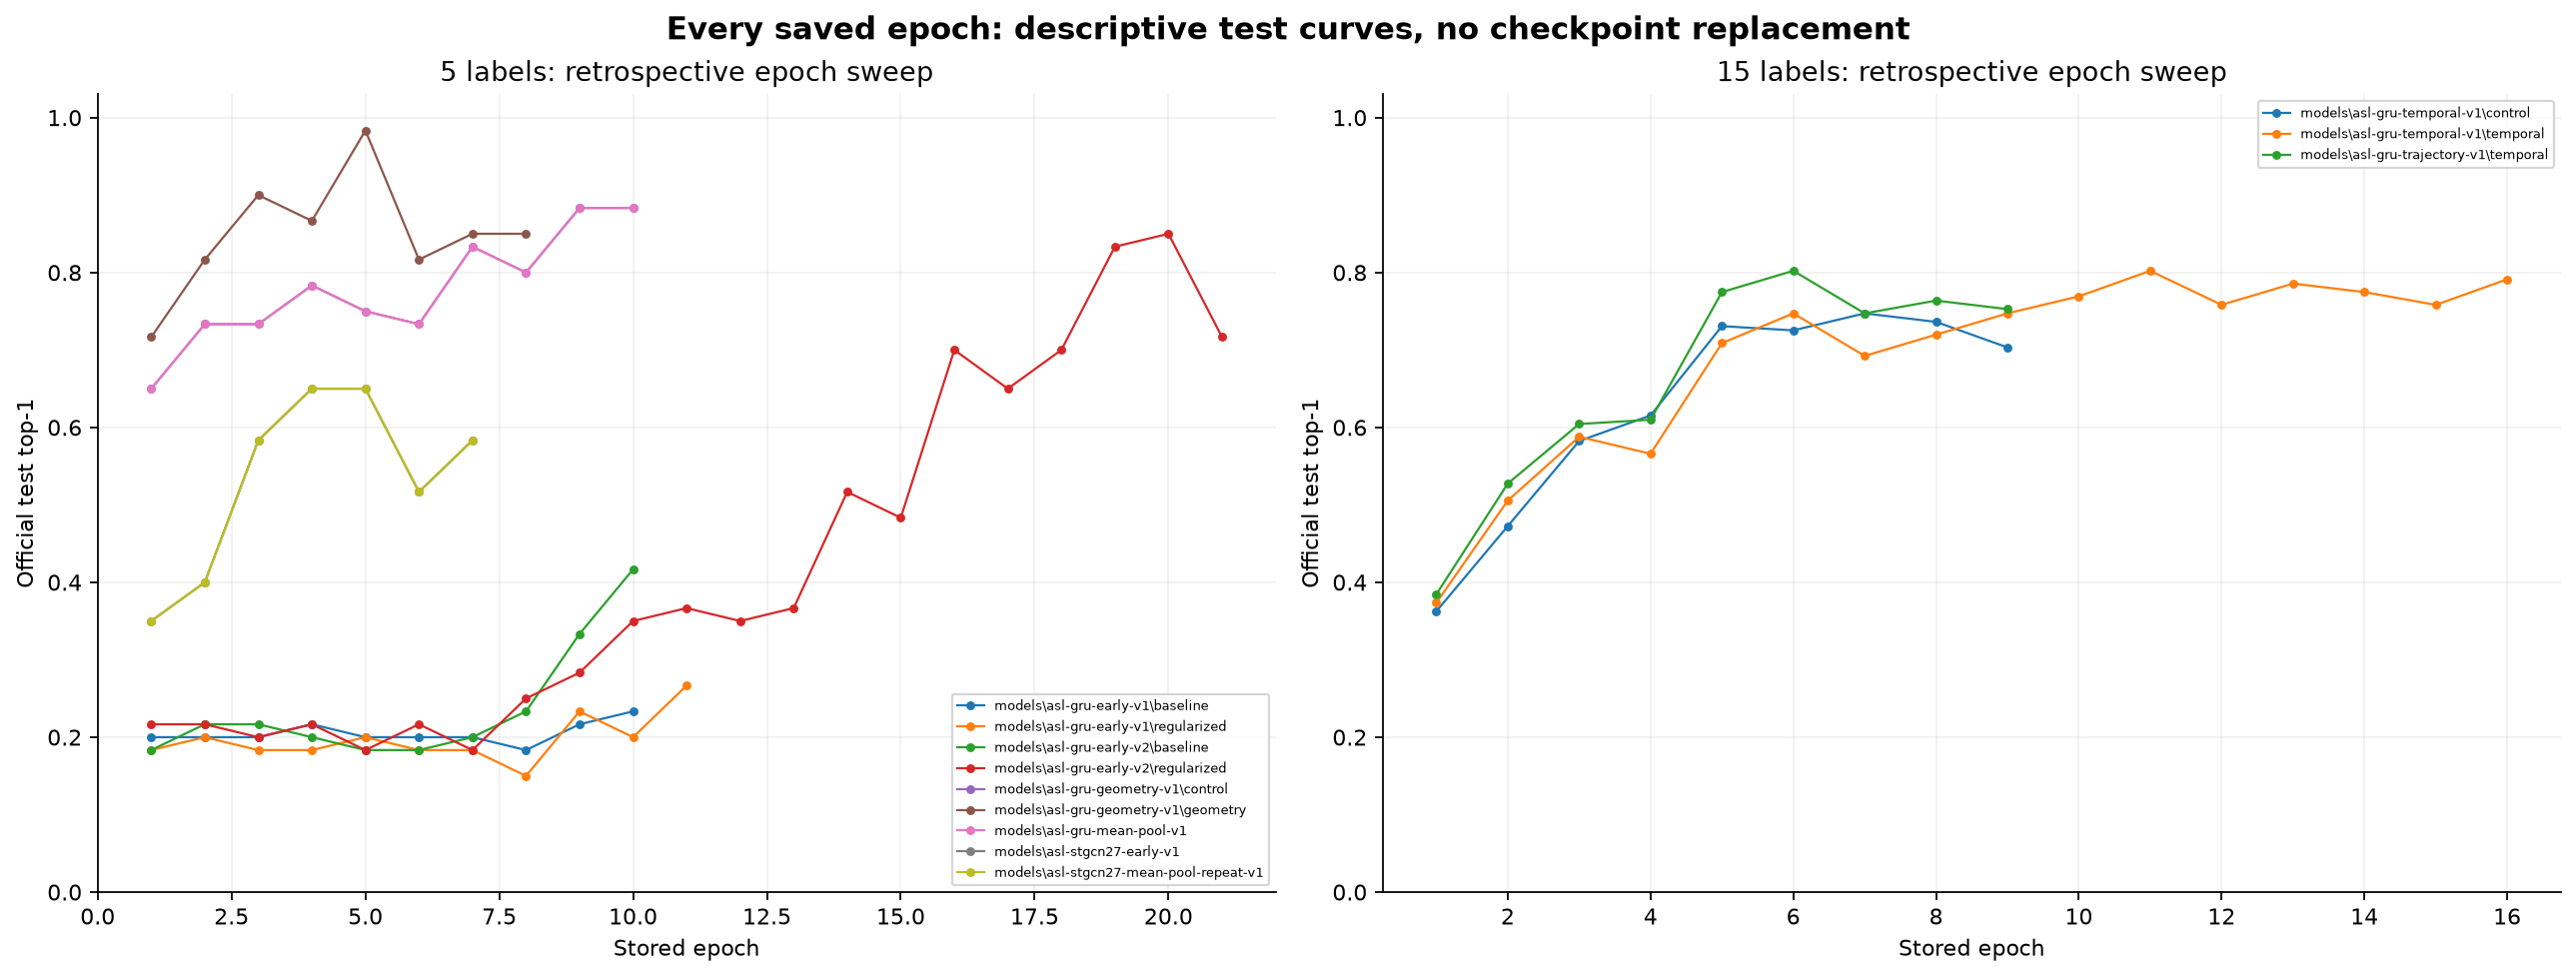 Every saved epoch: descriptive test curves, no checkpoint replacement
5 labels: retrospective epoch sweep
Official test top-1
1.0
0.8
0.6
0.4
0.2
0.0
0.0 2.5 5.0 7.5 10.0 12.5 15.0 17.5 20.0
Stored epoch
models\asl-gru-early-v1\baseline
models\asl-gru-early-v1\regularized
models\asl-gru-early-v2\baseline
models\asl-gru-early-v2\regularized
models\asl-gru-geometry-v1\control
models\asl-gru-geometry-v1\geometry
models\asl-gru-mean-pool-v1
models\asl-stgcn27-early-v1
models\asl-stgcn27-mean-pool-repeat-v1
15 labels: retrospective epoch sweep
Official test top-1
1.0
0.8
0.6
0.4
0.2
0.0
2 4 6 8 10 12 14 16
Stored epoch
models\asl-gru-temporal-v1\control
models\asl-gru-temporal-v1\temporal
models\asl-gru-trajectory-v1\temporal